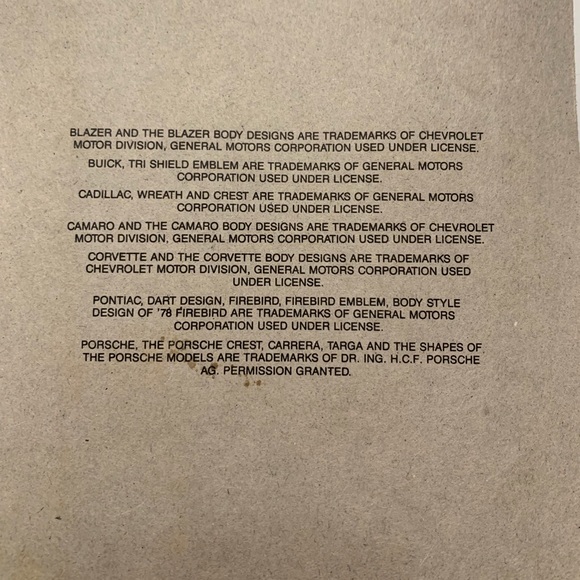 BLAZER AND THE BLAZER BODY DESIGNS ARE TRADEMARKS OF CHEVROLET
MOTOR DIVISION, GENERAL MOTORS CORPORATION USED UNDER LICENSE.
BUICK, TRI SHIELD EMBLEM ARE TRADEMARKS OF GENERAL MOTORS
CORPORATION USED UNDER LICENSE.
CADILLAC, WREATH AND CREST ARE TRADEMARKS OF GENERAL MOTORS
CORPORATION USED UNDER LICENSE.
CAMARO AND THE CAMARO BODY DESIGNS ARE TRADEMARKS OF CHEVROLET
MOTOR DIVISION, GENERAL MOTORS CORPORATION USED UNDER LICENSE.
CORVETTE AND THE CORVETTE BODY DESIGNS ARE TRADEMARKS OF
CHEVROLET MOTOR DIVISION, GENERAL MOTORS CORPORATION USED
UNDER LICENSE.
PONTIAC, DART DESIGN, FIREBIRD, FIREBIRD EMBLEM, BODY STYLE
DESIGN OF '78 FIREBIRD ARE TRADEMARKS OF GENERAL MOTORS
CORPORATION USED UNDER LICENSE.
PORSCHE, THE PORSCHE CREST, CARRERA, TARGA AND THE SHAPES OF
THE PORSCHE MODELS ARE TRADEMARKS OF DR. ING. H.C.F. PORSCHE
AG. PERMISSION GRANTED.